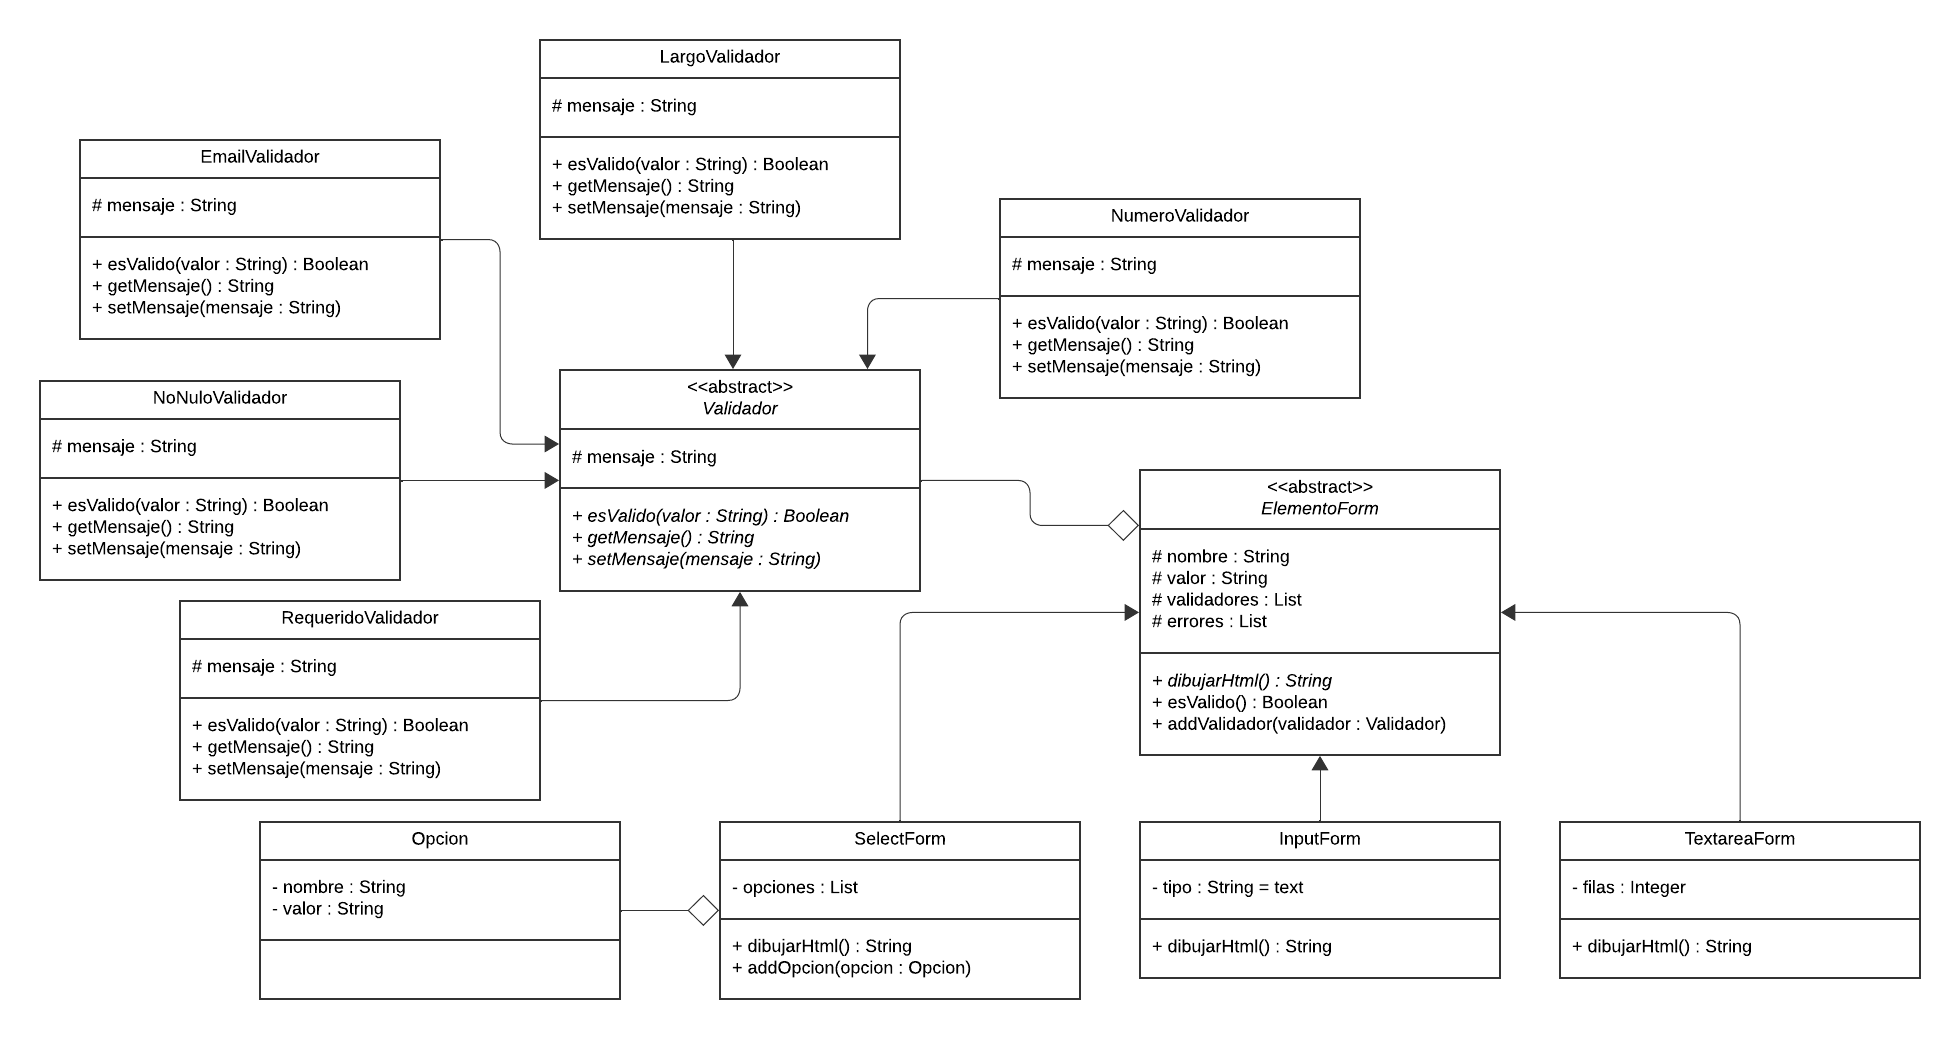 LargoValidador
# mensaje : String
+ esValido(valor : String) : Boolean
+ getMensaje() : String
+ setMensaje(mensaje : String)
EmailValidador
# mensaje : String
+ esValido(valor : String) : Boolean
+ getMensaje() : String
+ setMensaje(mensaje : String)
NumeroValidador
# mensaje : String
+ esValido(valor : String) : Boolean
+ getMensaje() : String
+ setMensaje(mensaje : String)
NoNuloValidador
# mensaje : String
+ esValido(valor : String) : Boolean
+ getMensaje() : String
+ setMensaje(mensaje : String)
<<abstract>>
Validador
# mensaje : String
+ esValido(valor : String) : Boolean
+ getMensaje() : String
+ setMensaje(mensaje : String)
<<abstract>>
ElementoForm
# nombre : String
# valor : String
# validadores : List
# errores : List
+ dibujarHtml() : String
+ esValido() : Boolean
+ addValidador(validador : Validador)
RequeridoValidador
# mensaje : String
+ esValido(valor : String) : Boolean
+ getMensaje() : String
+ setMensaje(mensaje : String)
Opcion
- nombre : String
- valor : String
SelectForm
- opciones : List
+ dibujarHtml() : String
+ addOpcion(opcion : Opcion)
InputForm
- tipo : String = text
+ dibujarHtml() : String
TextareaForm
- filas : Integer
+ dibujarHtml() : String